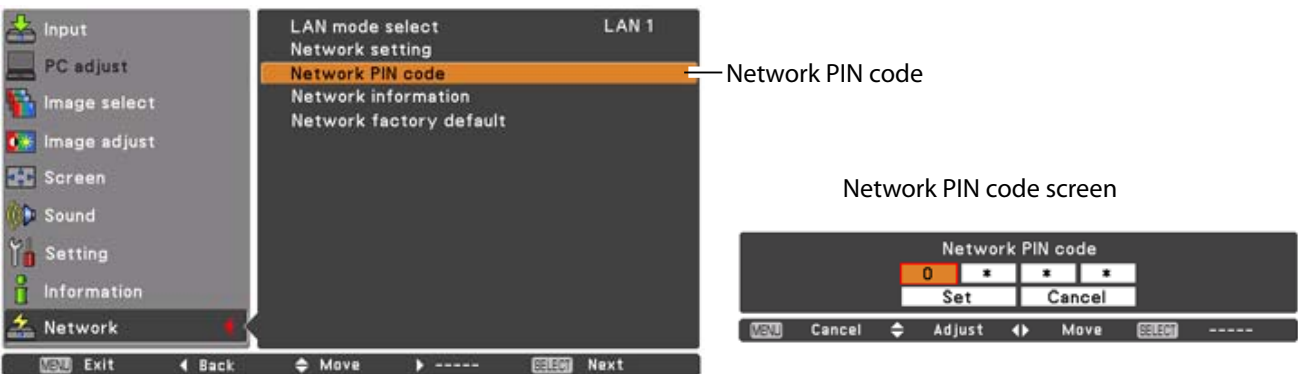 Input
PC adjust
Image select
Image adjust
Screen
Sound
Setting
Information
Network
LAN mode select LAN 1
Network setting
Network PIN code
Network information
Network factory default
MENU Exit Back Move ----- SELECT Next
Network PIN code
Network PIN code screen
Network PIN code
0 * * *
Set Cancel
MENU Cancel Adjust Move SELECT -----